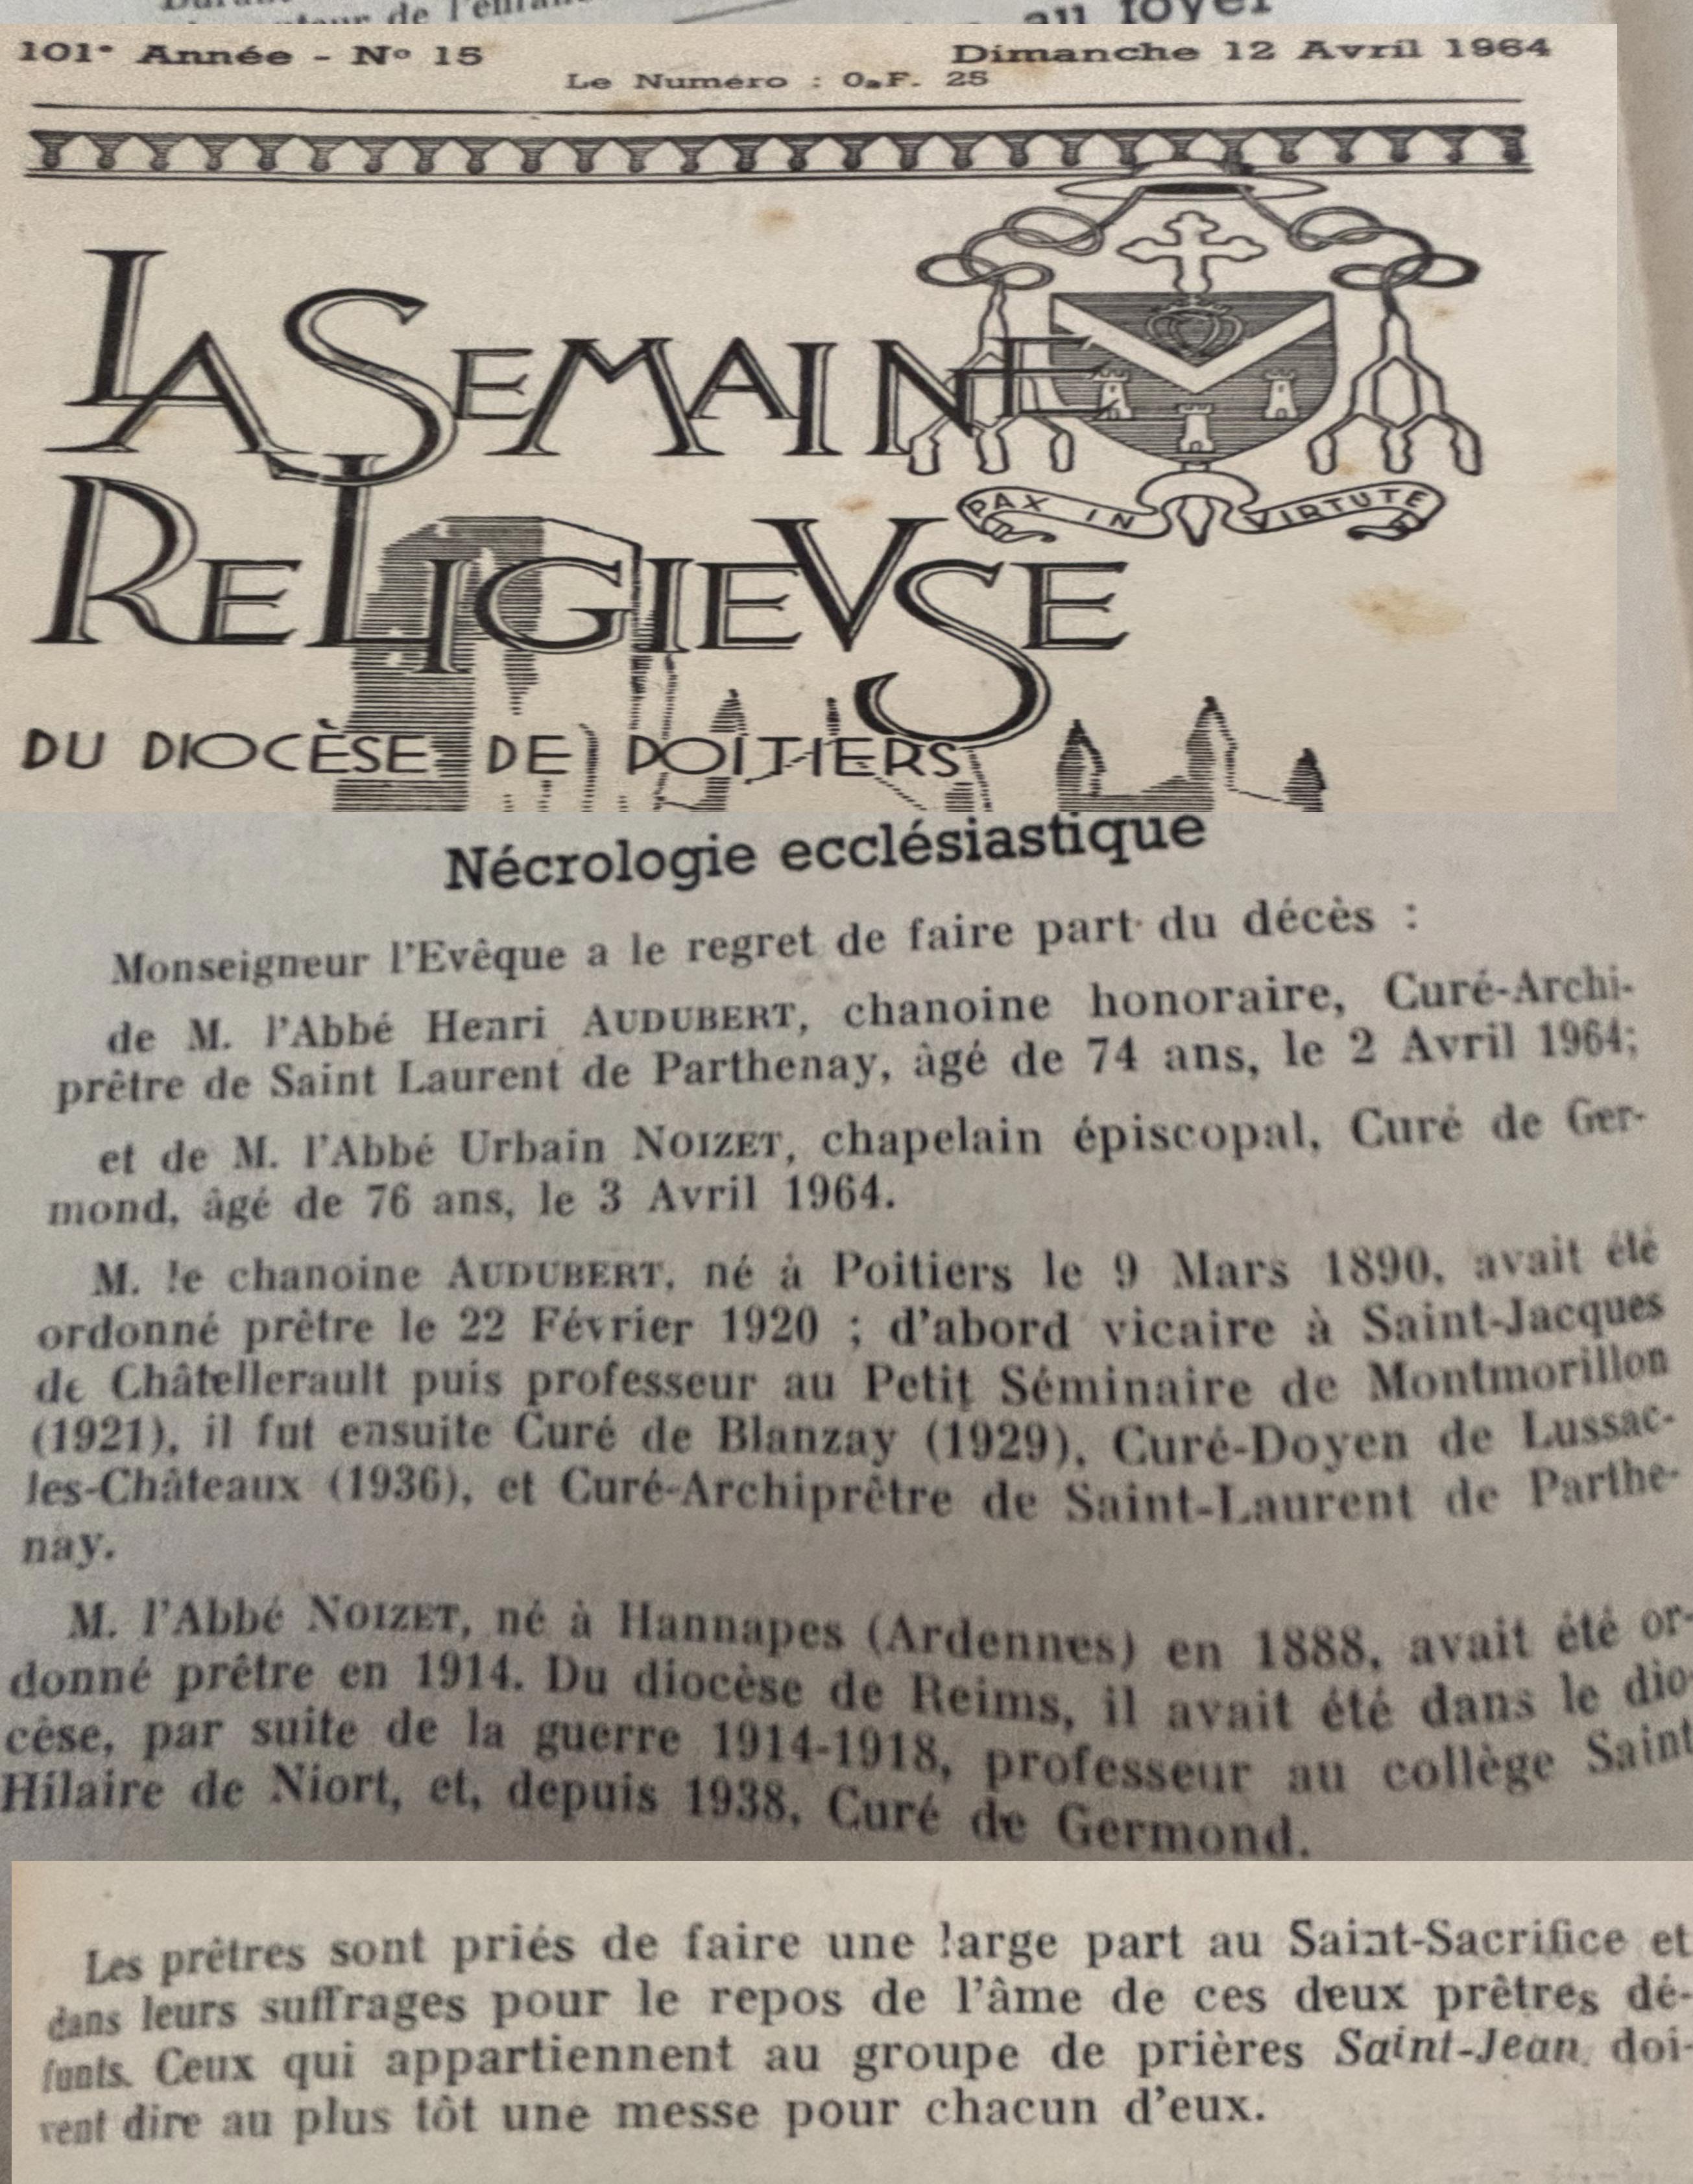 de l'enfan
au foyer
101e Année - No 15
Dimanche 12 Avril 1964
Le Numéro : 0,F. 25
LA SEMAINE
RELIGIEVSE
PAX IN VIRTUTE
DU DIOCÈSE DE POITIERS
Nécrologie ecclésiastique
Monseigneur l'Evêque a le regret de faire part du décès :
de M. l'Abbé Henri AUDUBERT, chanoine honoraire, Curé-Archi-
prêtre de Saint Laurent de Parthenay, âgé de 74 ans, le 2 Avril 1964;
et de M. l'Abbé Urbain NOIZET, chapelain épiscopal, Curé de Ger-
mond, âgé de 76 ans, le 3 Avril 1964.
M. le chanoine AUDUBERT, né à Poitiers le 9 Mars 1890, avait été
ordonné prêtre le 22 Février 1920 ; d'abord vicaire à Saint-Jacques
de Châtellerault puis professeur au Petit Séminaire de Montmorillon
(1921), il fut ensuite Curé de Blanzay (1929), Curé-Doyen de Lussac-
les-Châteaux (1936), et Curé-Archiprêtre de Saint-Laurent de Parthe-
nay.
M. l'Abbé NOIZET, né à Hannapes (Ardennes) en 1888, avait été or-
donné prêtre en 1914. Du diocèse de Reims, il avait été dans le dio-
cèse, par suite de la guerre 1914-1918, professeur au collège Saint
Hilaire de Niort, et, depuis 1938, Curé de Germond.
Les prêtres sont priés de faire une large part au Saint-Sacrifice et
dans leurs suffrages pour le repos de l'âme de ces deux prêtres dé-
funts. Ceux qui appartiennent au groupe de prières Saint-Jean, doi-
vent dire au plus tôt une messe pour chacun d'eux.